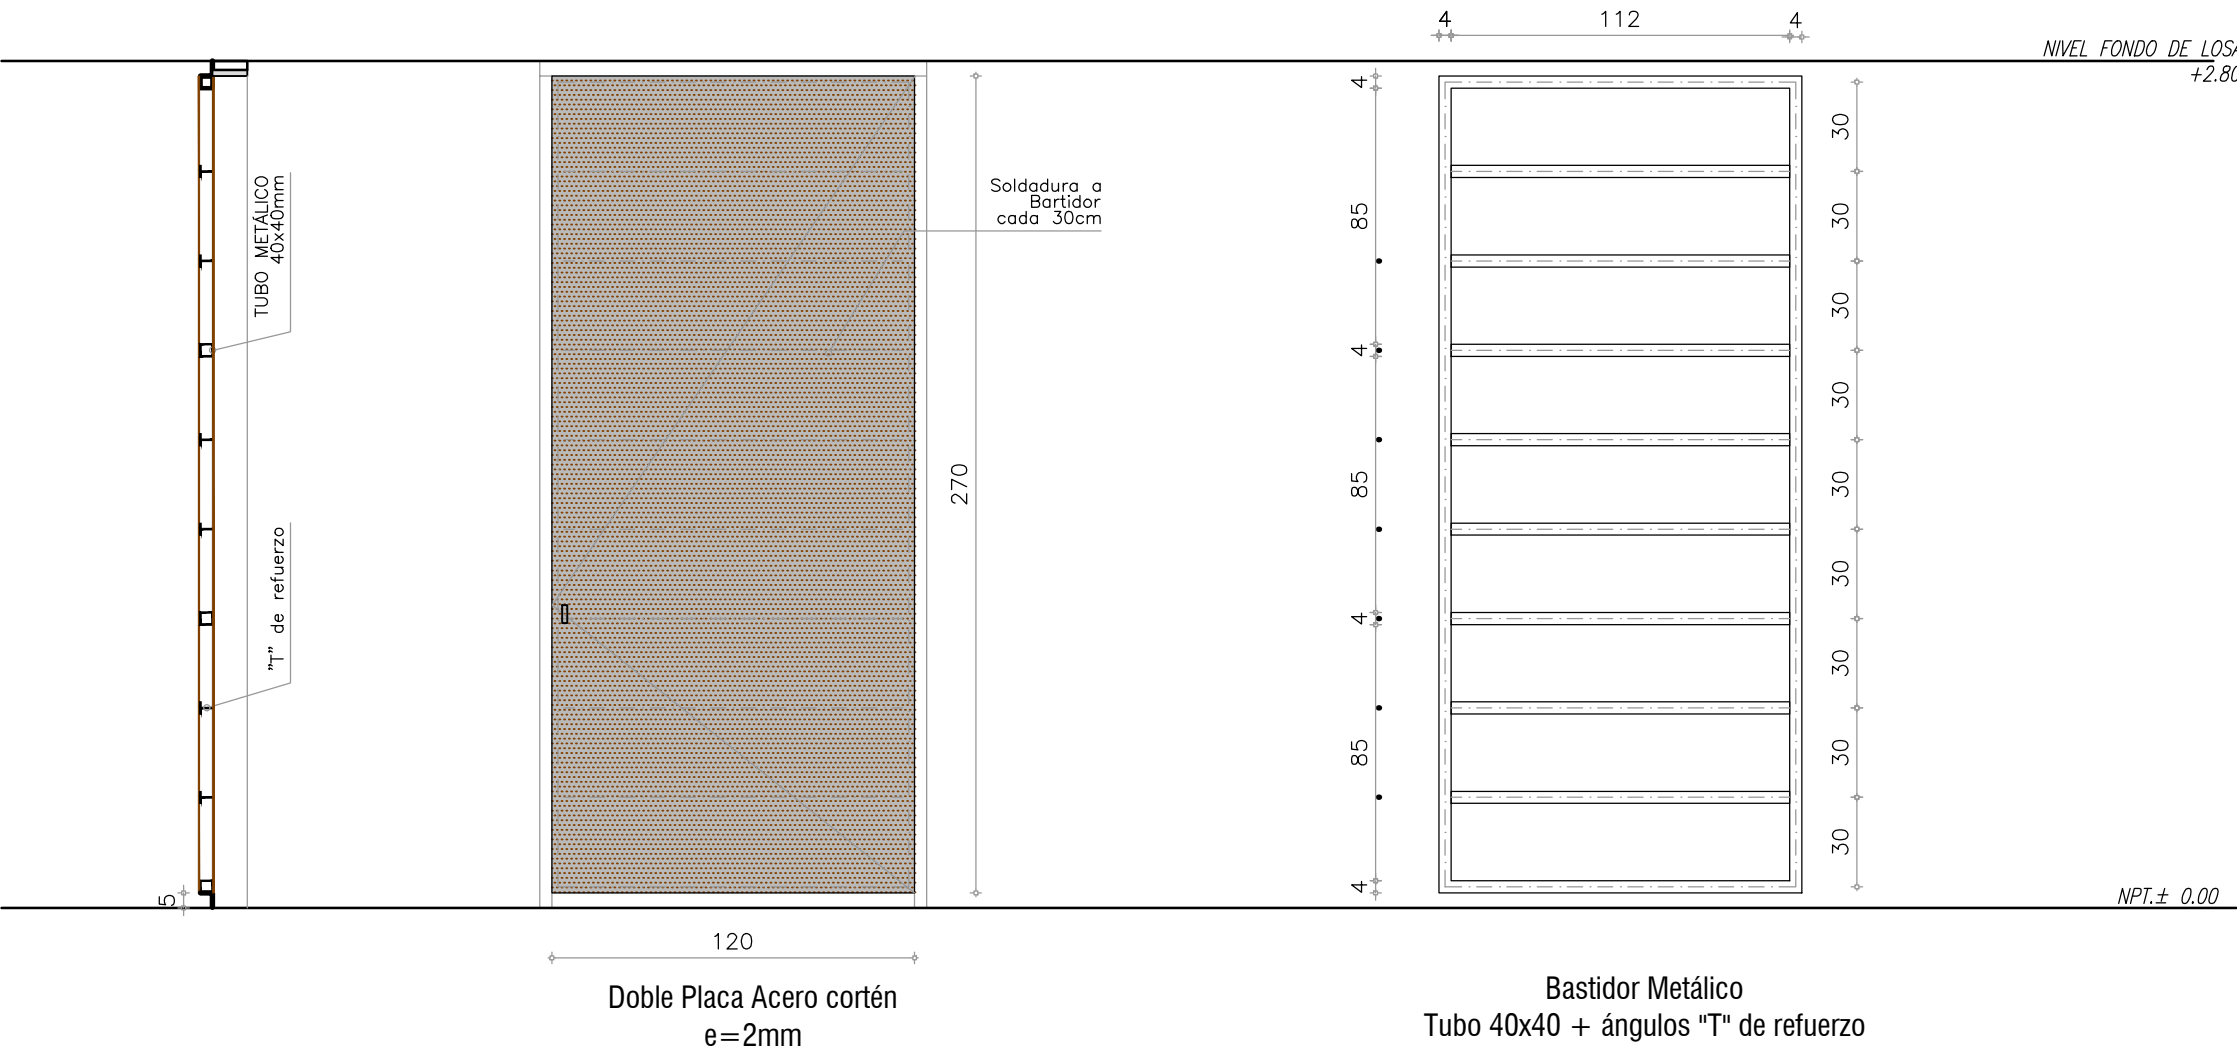 4
112
4
NIVEL FONDO DE LOSA
+2.80
4
85
4
85
4
85
4
30
30
30
30
30
30
30
30
30
TUBO METÁLICO
40x40mm
"T" de refuerzo
Soldadura a
Bartidor
cada 30cm
270
5
NPT.± 0.00
120
Doble Placa Acero cortén
e=2mm
Bastidor Metálico
Tubo 40x40 + ángulos "T" de refuerzo